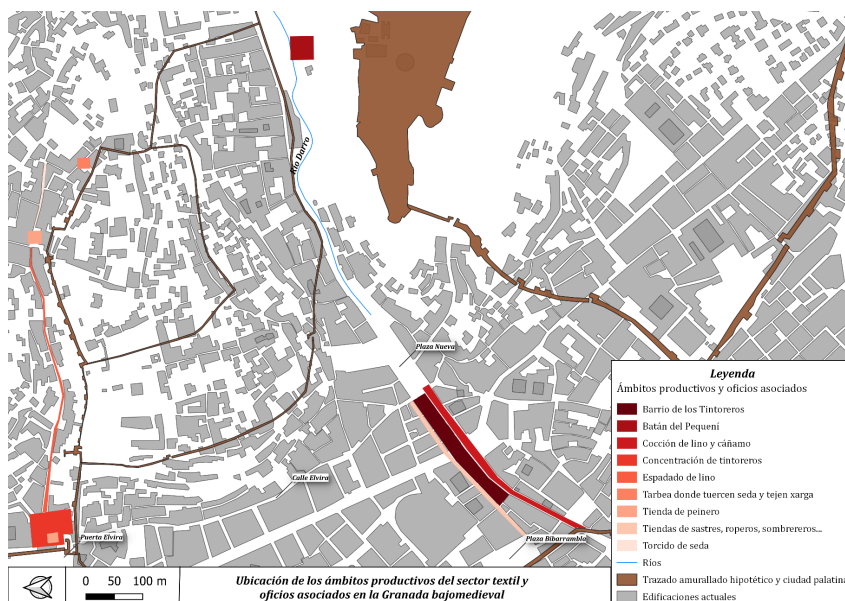 Río Darro
Plaza Nueva
Calle Elvira
Puerta Elvira
Plaza Bibarrambla
Leyenda
Ámbitos productivos y oficios asociados
Barrio de los Tintoreros
Batán del Pequení
Cocción de lino y cáñamo
Concentración de tintoreros
Espadado de lino
Tarbea donde tuercen seda y tejen xarga
Tienda de peinero
Tiendas de sastres, roperos, sombrereros...
Torcido de seda
Ríos
Trazado amurallado hipotético y ciudad palatina
Edificaciones actuales
0 50 100 m
Ubicación de los ámbitos productivos del sector textil y
oficios asociados en la Granada bajomedieval